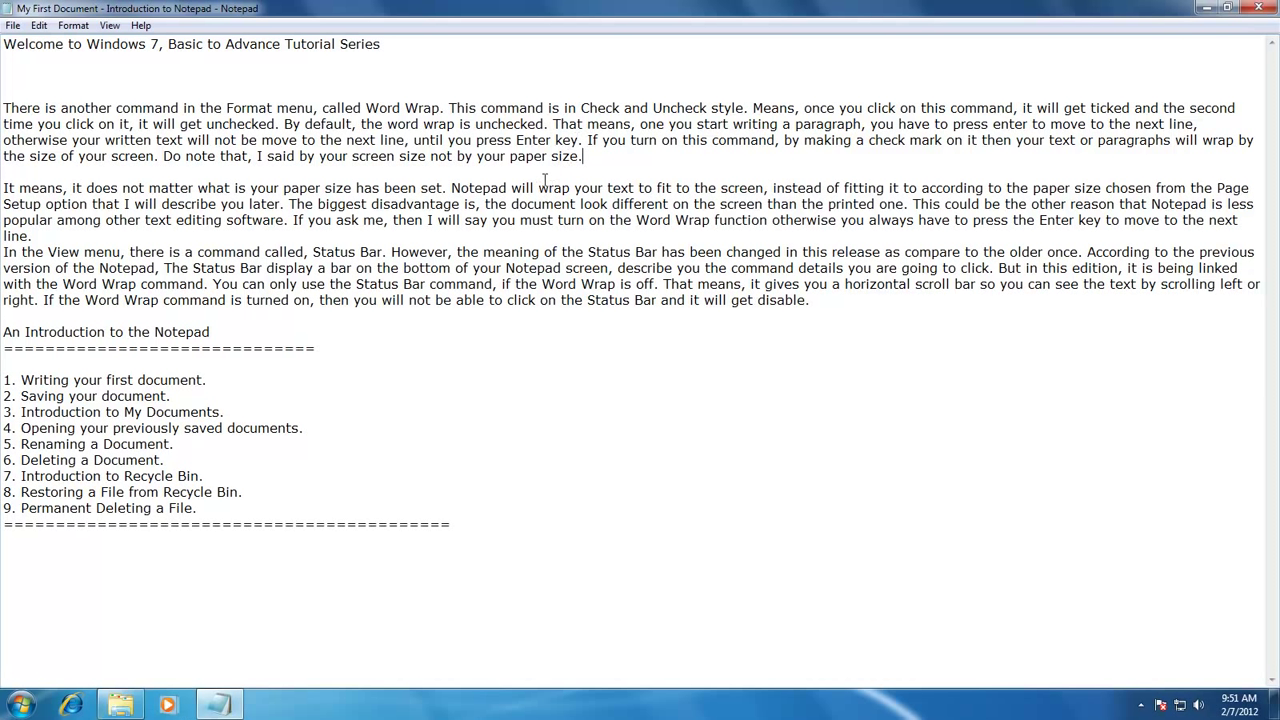 My First Document - Introduction to Notepad - Notepad
File Edit Format View Help
Welcome to Windows 7, Basic to Advance Tutorial Series
There is another command in the Format menu, called Word Wrap. This command is in Check and Uncheck style. Means, once you click on this command, it will get ticked and the second
time you click on it, it will get unchecked. By default, the word wrap is unchecked. That means, one you start writing a paragraph, you have to press enter to move to the next line,
otherwise your written text will not be move to the next line, until you press Enter key. If you turn on this command, by making a check mark on it then your text or paragraphs will wrap by
the size of your screen. Do note that, I said by your screen size not by your paper size.
It means, it does not matter what is your paper size has been set. Notepad will wrap your text to fit to the screen, instead of fitting it to according to the paper size chosen from the Page
Setup option that I will describe you later. The biggest disadvantage is, the document look different on the screen than the printed one. This could be the other reason that Notepad is less
popular among other text editing software. If you ask me, then I will say you must turn on the Word Wrap function otherwise you always have to press the Enter key to move to the next
line.
In the View menu, there is a command called, Status Bar. However, the meaning of the Status Bar has been changed in this release as compare to the older once. According to the previous
version of the Notepad, The Status Bar display a bar on the bottom of your Notepad screen, describe you the command details you are going to click. But in this edition, it is being linked
with the Word Wrap command. You can only use the Status Bar command, if the Word Wrap is off. That means, it gives you a horizontal scroll bar so you can see the text by scrolling left or
right. If the Word Wrap command is turned on, then you will not be able to click on the Status Bar and it will get disable.
An Introduction to the Notepad
==============================
1. Writing your first document.
2. Saving your document.
3. Introduction to My Documents.
4. Opening your previously saved documents.
5. Renaming a Document.
6. Deleting a Document.
7. Introduction to Recycle Bin.
8. Restoring a File from Recycle Bin.
9. Permanent Deleting a File.
===========================================
9:51 AM
2/7/2012